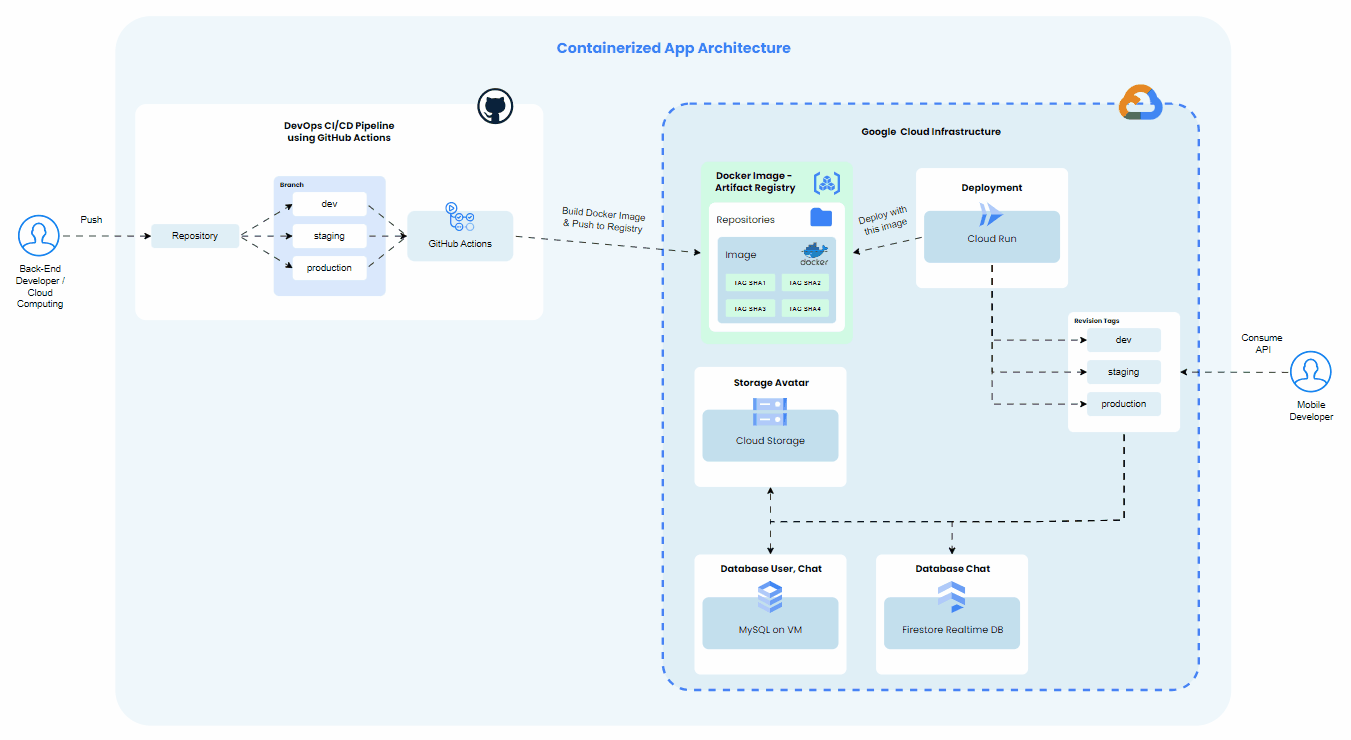 Containerized App Architecture
DevOps CI/CD Pipeline
using GitHub Actions
Branch
dev
staging
production
Push
Repository
GitHub Actions
Back-End
Developer /
Cloud
Computing
Build Docker Image
& Push to Registry
Google Cloud Infrastructure
Docker Image -
Artifact Registry
Repositories
Image
docker
TAG SHA1
TAG SHA2
TAG SHA3
TAG SHA4
Deploy with
this image
Deployment
Cloud Run
Revision Tags
dev
staging
production
Consume
API
Mobile
Developer
Storage Avatar
Cloud Storage
Database User, Chat
MySQL on VM
Database Chat
Firestore Realtime DB